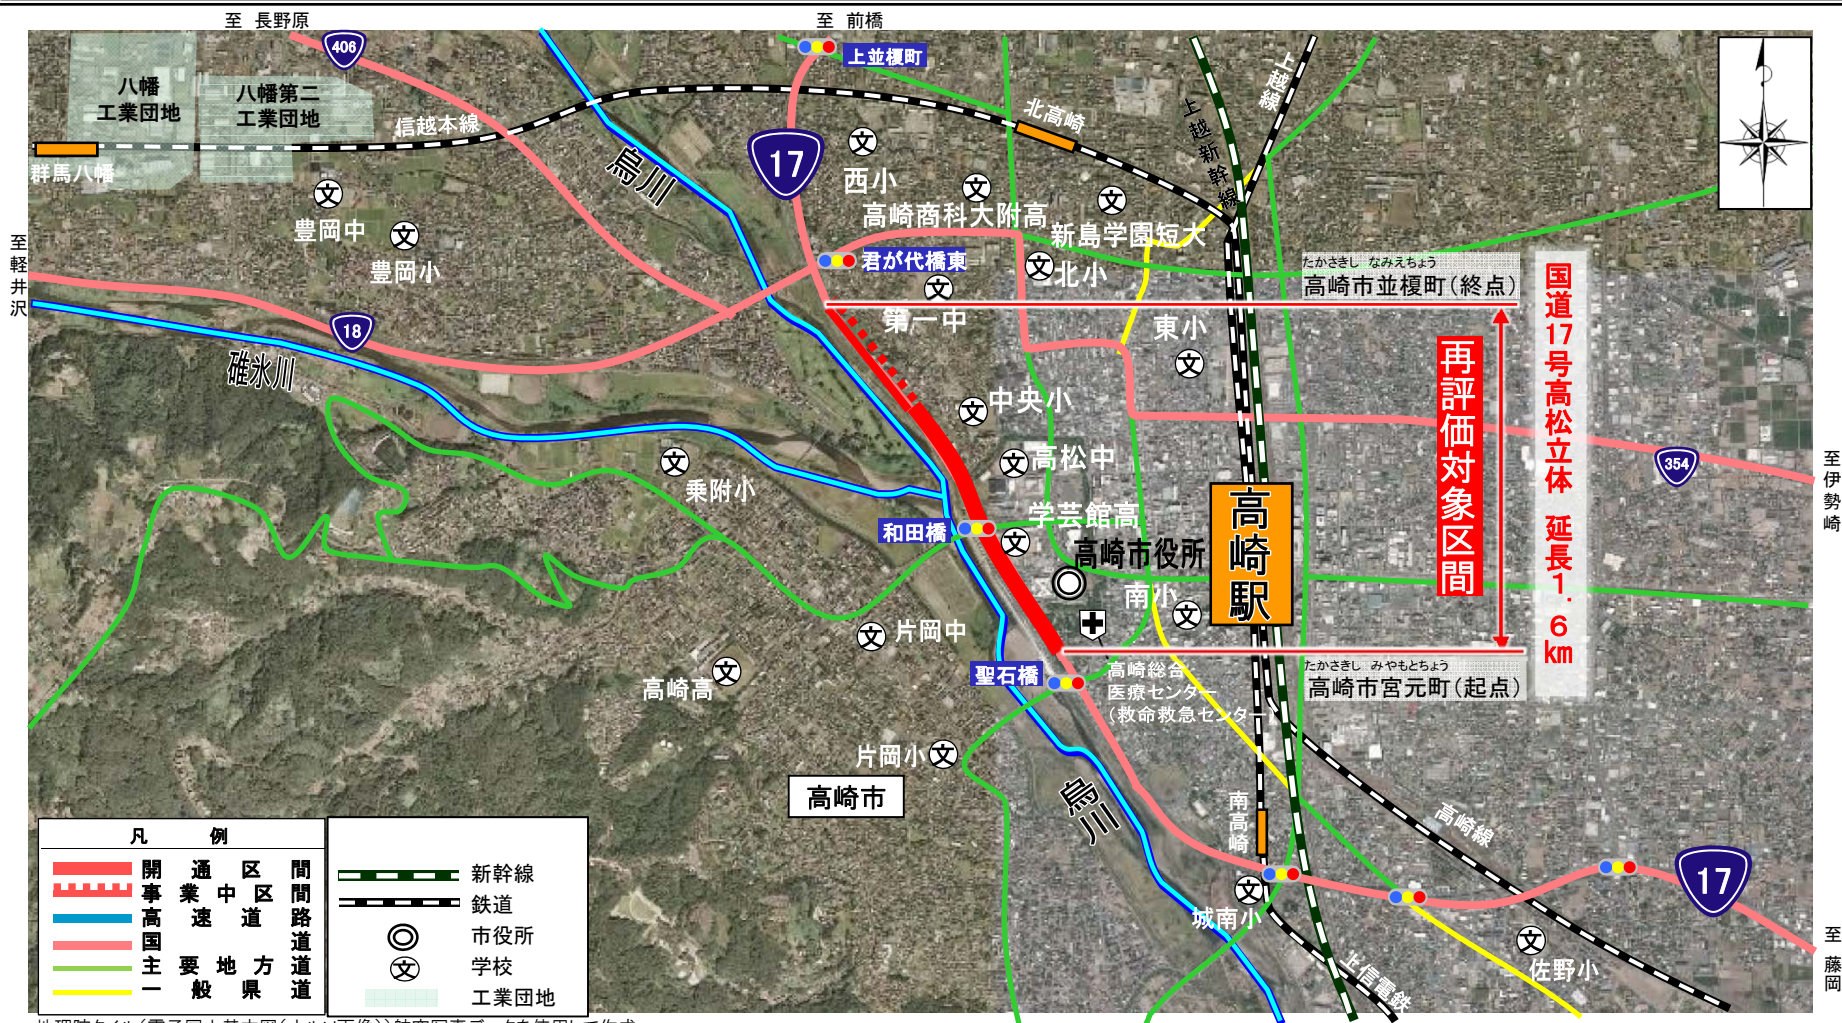 至 長野原
至 前橋
406
上並榎町
八幡
工業団地
八幡第二
工業団地
信越本線
群馬八幡
烏川
17
北高崎
上越新幹線
上越線
西小
高崎商科大附高
新島学園短大
豊岡中
豊岡小
君が代橋東
北小
第一中
東小
至軽井沢
18
碓氷川
たかさきし なみえちょう
高崎市並榎町(終点)
国道17号高松立体 延長1.6km
再評価対象区間
中央小
高松中
乗附小
学芸館高
和田橋
高崎市役所
高崎駅
南小
354
至伊勢崎
片岡中
高崎高
聖石橋
高崎総合
医療センター
(救命救急センター)
たかさきし みやもとちょう
高崎市宮元町(起点)
片岡小
高崎市
烏川
南高崎
高崎線
城南小
17
佐野小
上信電鉄
至藤岡
凡 例
開通区間
事業中区間
高速道路
国道
主要地方道
一般県道
新幹線
鉄道
市役所
文 学校
工業団地